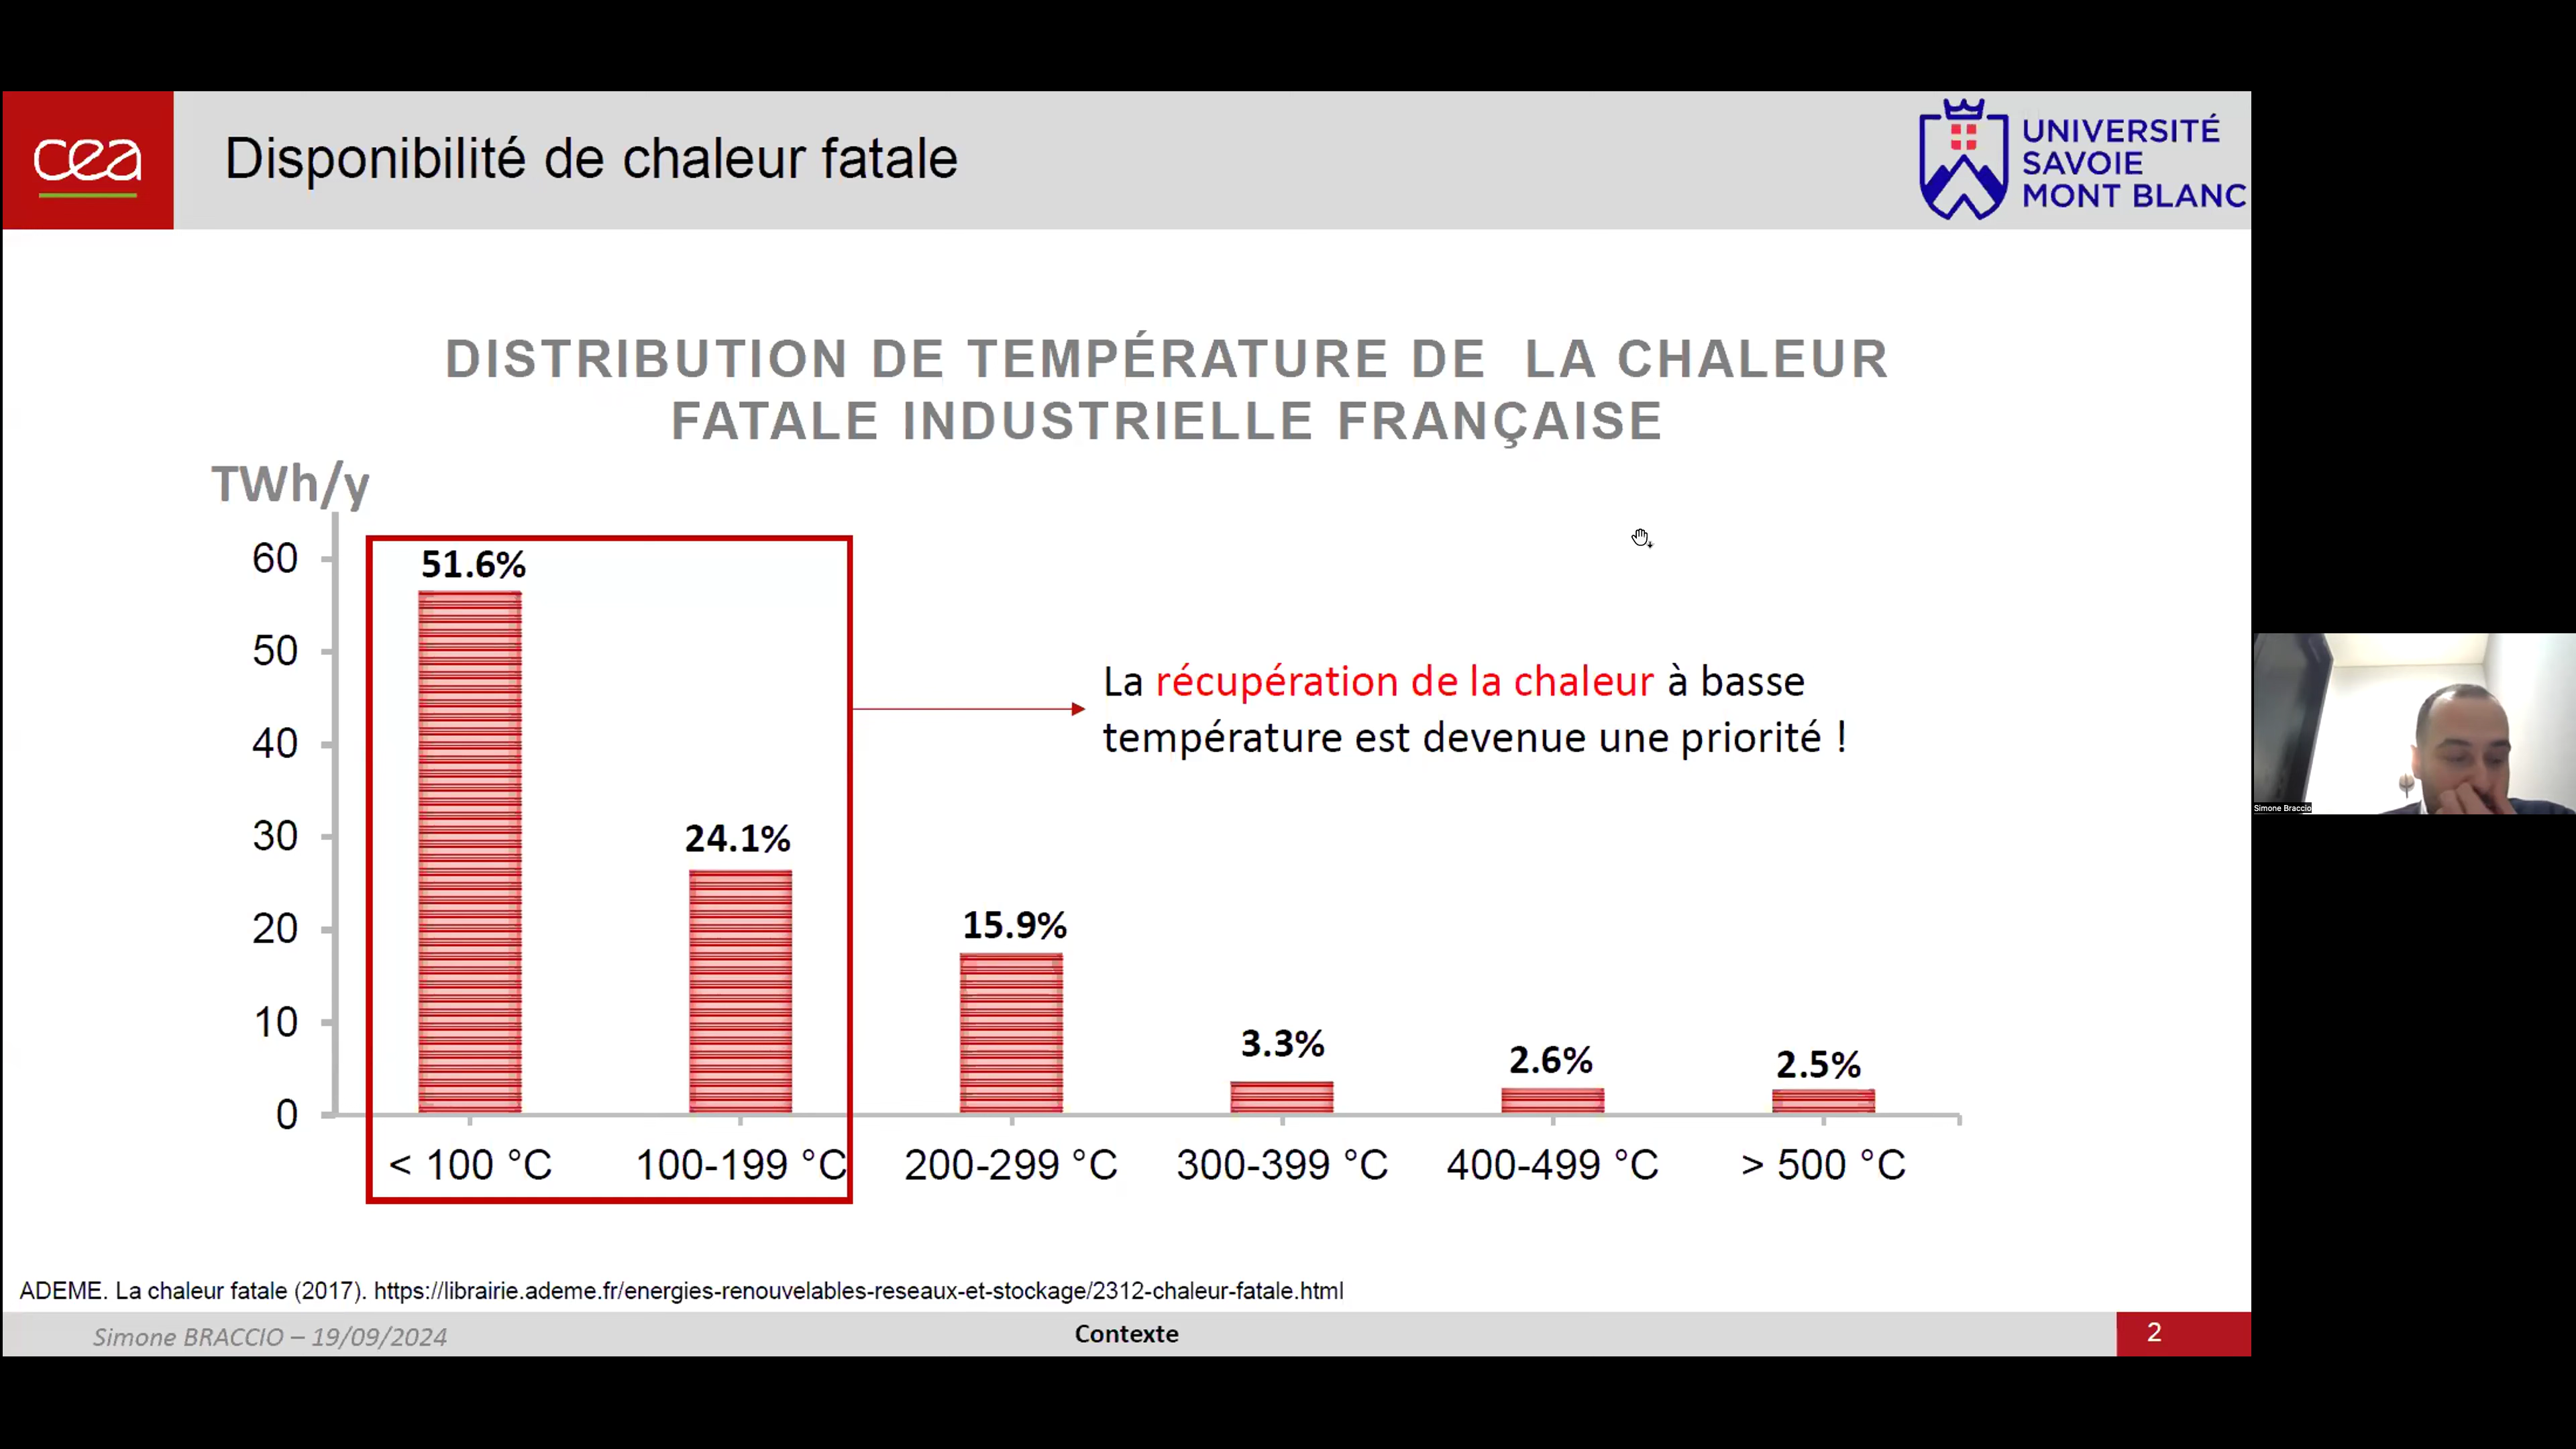 cea
Disponibilité de chaleur fatale
UNIVERSITÉ
SAVOIE
MONT BLANC
DISTRIBUTION DE TEMPÉRATURE DE LA CHALEUR
FATALE INDUSTRIELLE FRANÇAISE
TWh/y
60
50
40
30
20
10
0
51.6%
24.1%
15.9%
3.3%
2.6%
2.5%
La récupération de la chaleur à basse
température est devenue une priorité !
< 100 °C
100-199 °C
200-299 °C
300-399 °C
400-499 °C
> 500 °C
Simone Braccio
ADEME. La chaleur fatale (2017). https://librairie.ademe.fr/energies-renouvelables-reseaux-et-stockage/2312-chaleur-fatale.html
Simone BRACCIO – 19/09/2024
Contexte
2